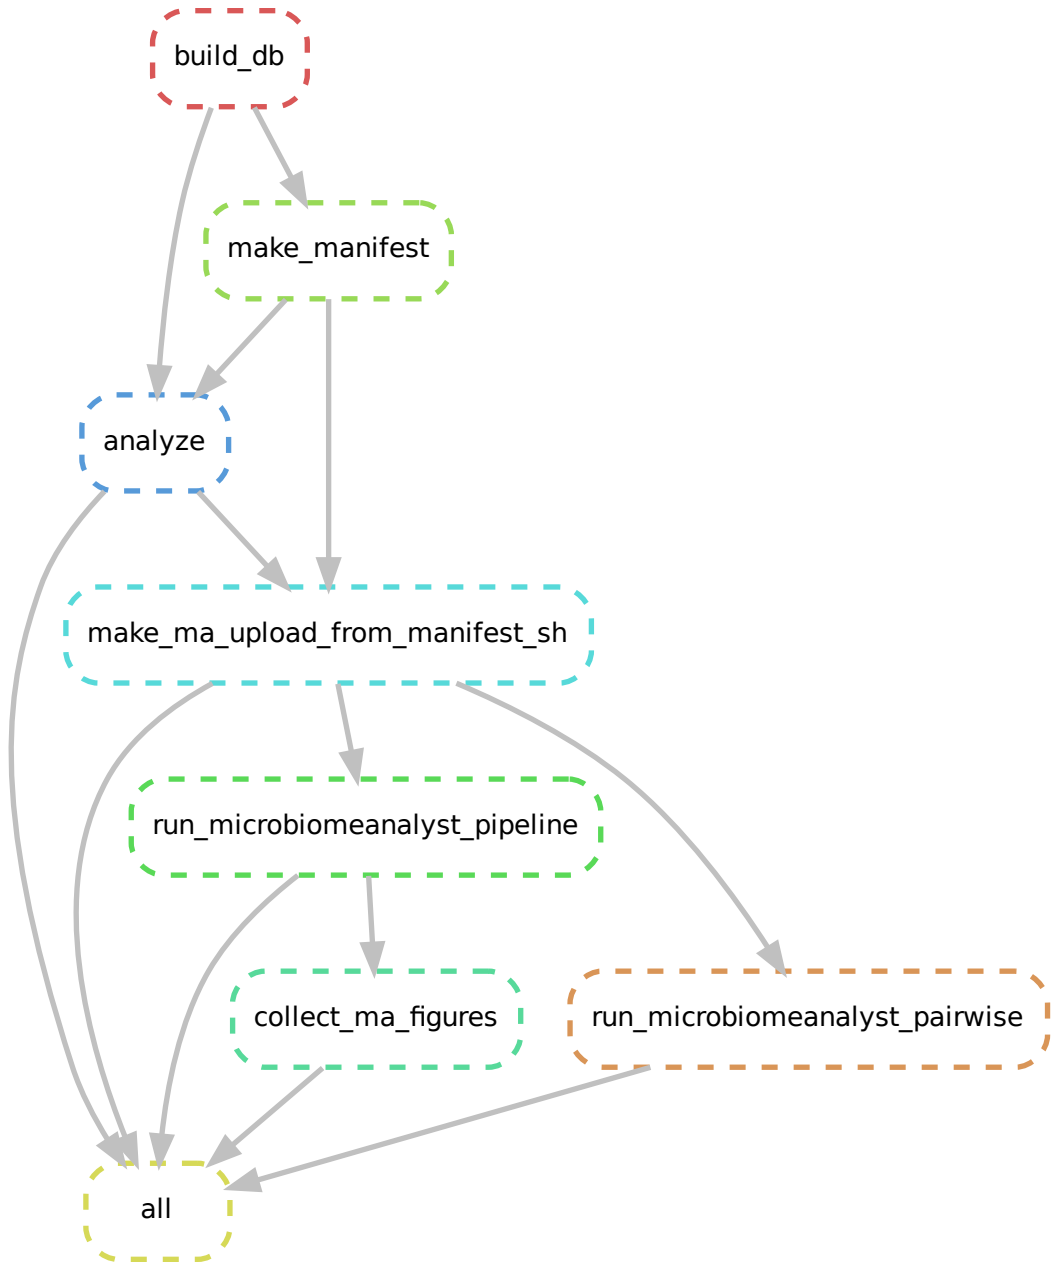 build_db
make_manifest
analyze
make_ma_upload_from_manifest_sh
run_microbiomeanalyst_pipeline
collect_ma_figures
run_microbiomeanalyst_pairwise
all